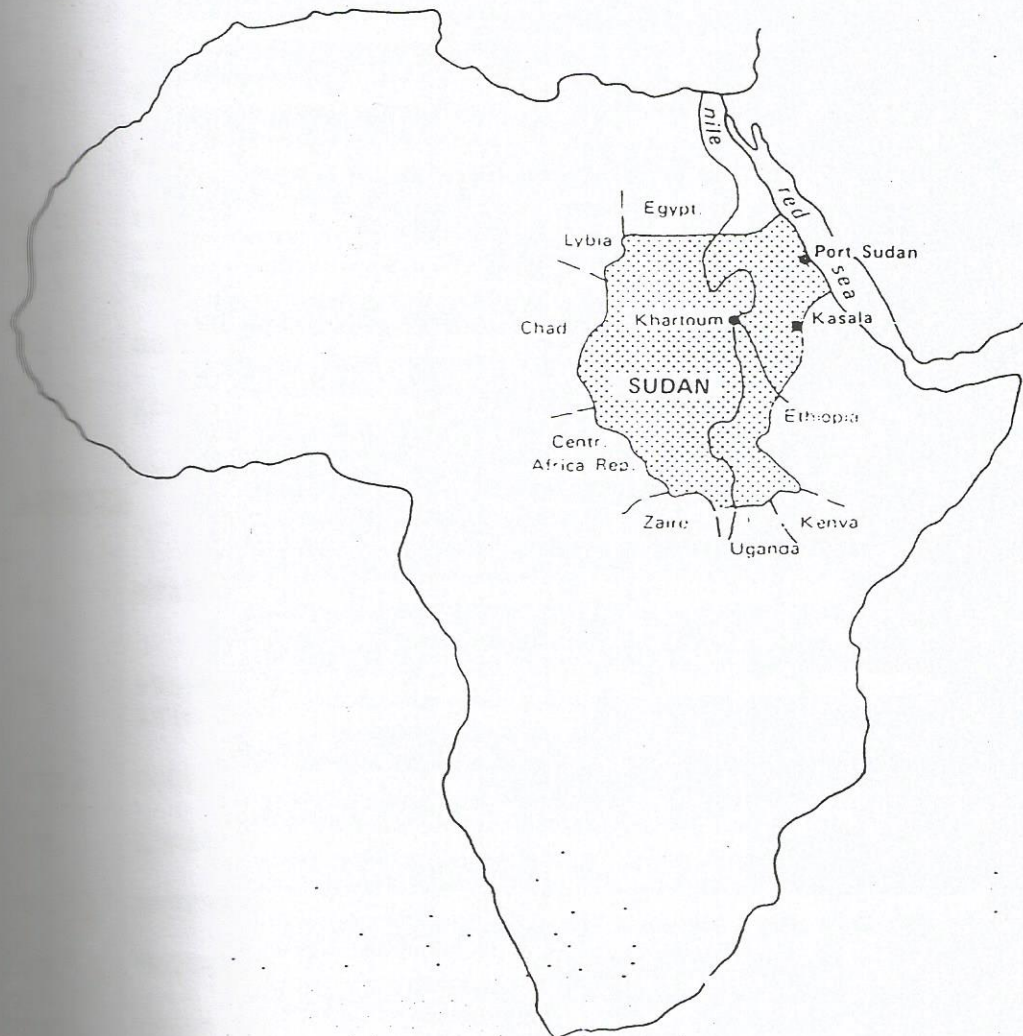 nile
red
sea
Egypt.
Lybia
Port Sudan
Chad
Khartoum
Kasala
SUDAN
Ethiopia
Centr.
Africa Rep.
Zaire
Kenya
Uganda